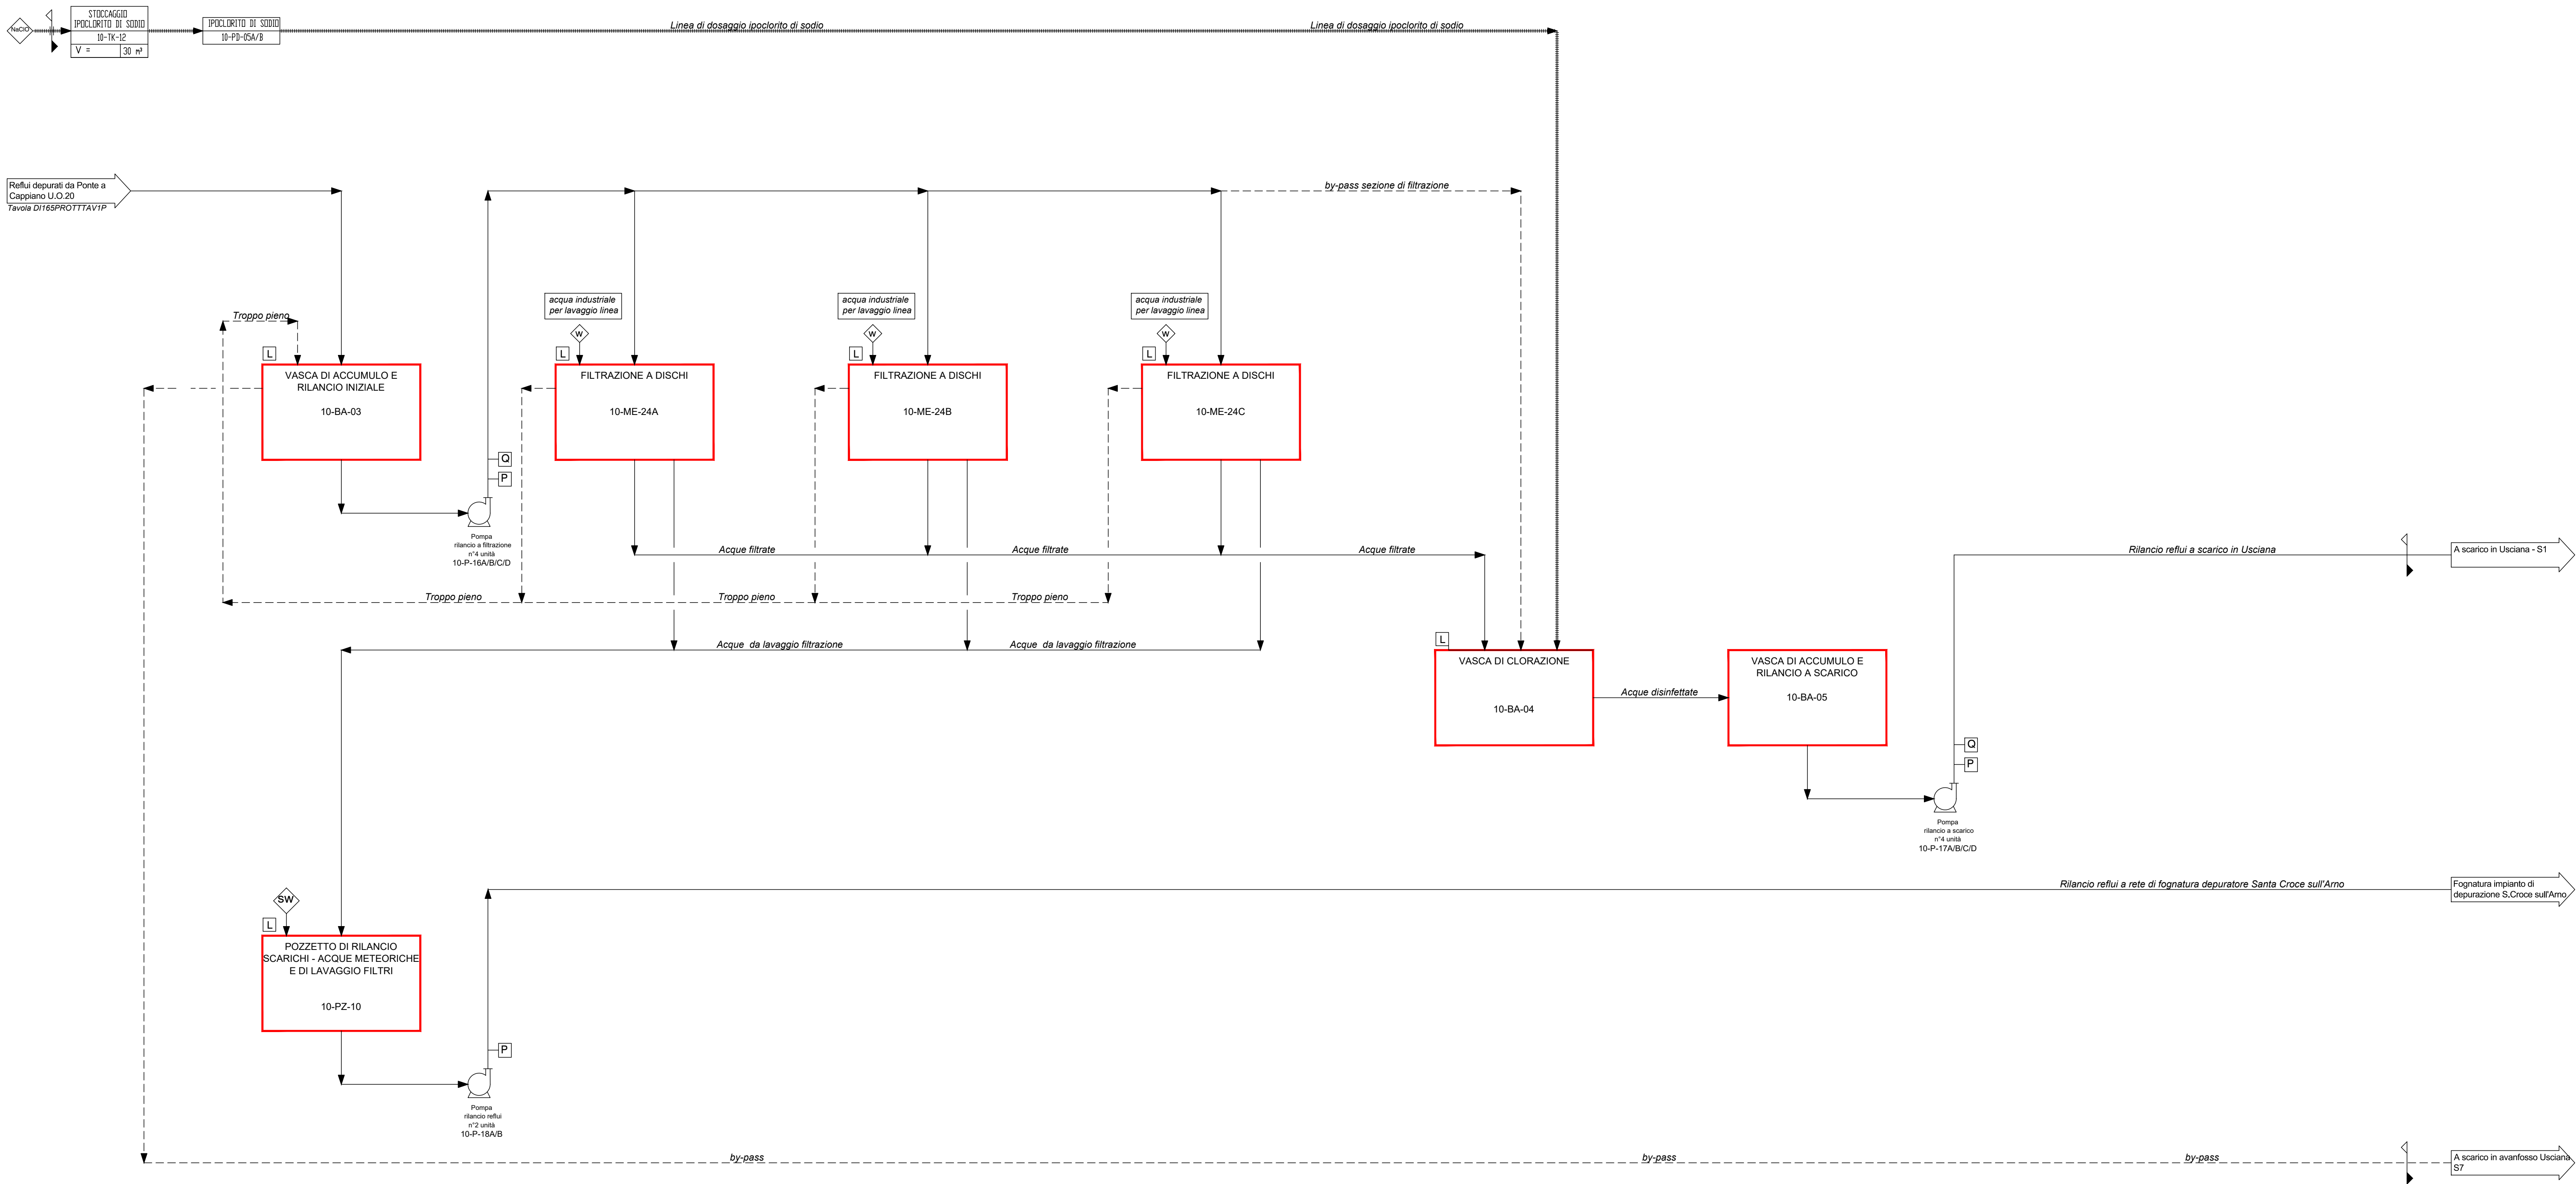 NaClO
STOCCAGGIO
IPOCLORITO DI SODIO
10-TK-12
V = 30 m³
IPOCLORITO DI SODIO
10-PD-05A/B
Linea di dosaggio ipoclorito di sodio
Linea di dosaggio ipoclorito di sodio
Reflui depurati da Ponte a
Cappiano U.O.20
Tavola DI165PROTTTAV1P
by-pass sezione di filtrazione
acqua industriale
per lavaggio linea
W
acqua industriale
per lavaggio linea
W
acqua industriale
per lavaggio linea
W
Troppo pieno
L
VASCA DI ACCUMULO E
RILANCIO INIZIALE
10-BA-03
L
FILTRAZIONE A DISCHI
10-ME-24A
L
FILTRAZIONE A DISCHI
10-ME-24B
L
FILTRAZIONE A DISCHI
10-ME-24C
Q
P
Pompa
rilancio a filtrazione
n°4 unità
10-P-16A/B/C/D
Acque filtrate
Acque filtrate
Acque filtrate
Rilancio reflui a scarico in Usciana
A scarico in Usciana - S1
Troppo pieno
Troppo pieno
Troppo pieno
Acque da lavaggio filtrazione
Acque da lavaggio filtrazione
L
VASCA DI CLORAZIONE
10-BA-04
Acque disinfettate
VASCA DI ACCUMULO E
RILANCIO A SCARICO
10-BA-05
Q
P
Pompa
rilancio a scarico
n°4 unità
10-P-17A/B/C/D
Rilancio reflui a rete di fognatura depuratore Santa Croce sull'Arno
Fognatura impianto di
depurazione S.Croce sull'Arno
SW
L
POZZETTO DI RILANCIO
SCARICHI - ACQUE METEORICHE
E DI LAVAGGIO FILTRI
10-PZ-10
P
Pompa
rilancio reflui
n°2 unità
10-P-18A/B
by-pass
by-pass
by-pass
A scarico in avanfosso Usciana
S7